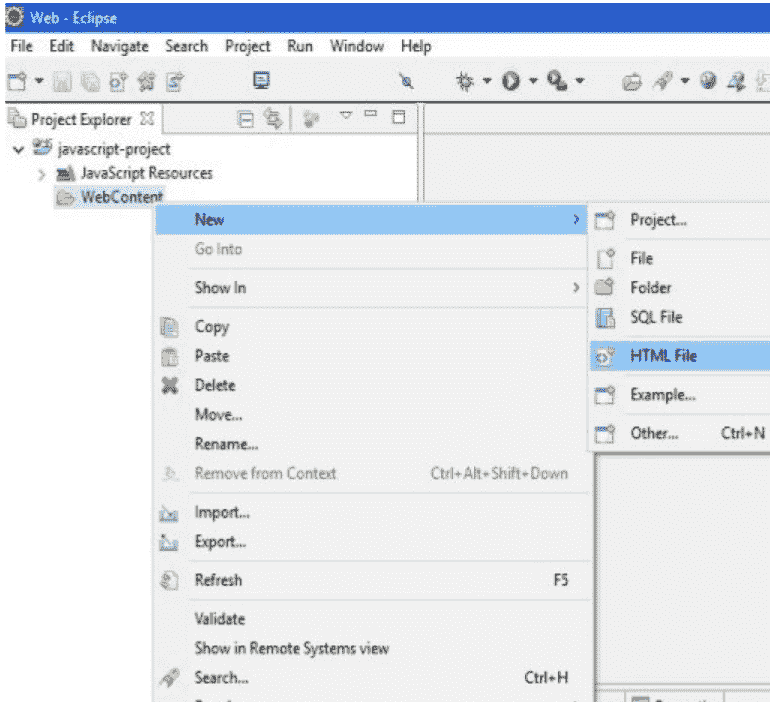 Web - Eclipse
File Edit Navigate Search Project Run Window Help
Project Explorer
javascript-project
JavaScript Resources
WebContent
New
Go Into
Show In
Copy
Paste
Delete
Move...
Rename...
Remove from Context Ctrl+Alt+Shift+Down
Import...
Export...
Refresh F5
Validate
Show in Remote Systems view
Search... Ctrl+H
Project...
File
Folder
SQL File
HTML File
Example...
Other... Ctrl+N